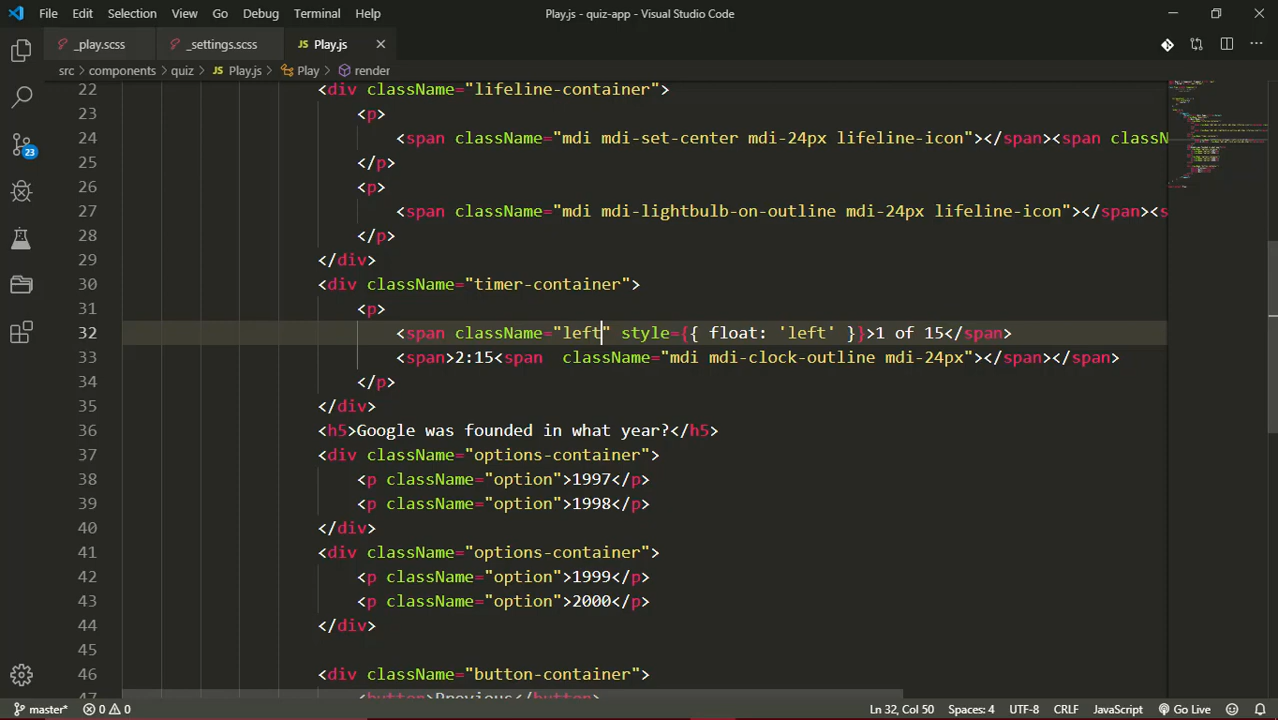 File Edit Selection View Go Debug Terminal Help Play.js - quiz-app - Visual Studio Code
_play.scss _settings.scss JS Play.js
src > components > quiz > JS Play.js > Play > render
22 <div className="lifeline-container">
23 <p>
24 <span className="mdi mdi-set-center mdi-24px lifeline-icon"></span><span classN
25 </p>
26 <p>
27 <span className="mdi mdi-lightbulb-on-outline mdi-24px lifeline-icon"></span><s
28 </p>
29 </div>
30 <div className="timer-container">
31 <p>
32 <span className="left" style={{ float: 'left' }}>1 of 15</span>
33 <span>2:15<span  className="mdi mdi-clock-outline mdi-24px"></span></span>
34 </p>
35 </div>
36 <h5>Google was founded in what year?</h5>
37 <div className="options-container">
38 <p className="option">1997</p>
39 <p className="option">1998</p>
40 </div>
41 <div className="options-container">
42 <p className="option">1999</p>
43 <p className="option">2000</p>
44 </div>
45
46 <div className="button-container">
47 <button>Previous</button>
23
master* 0 0 Ln 32, Col 50 Spaces: 4 UTF-8 CRLF JavaScript Go Live